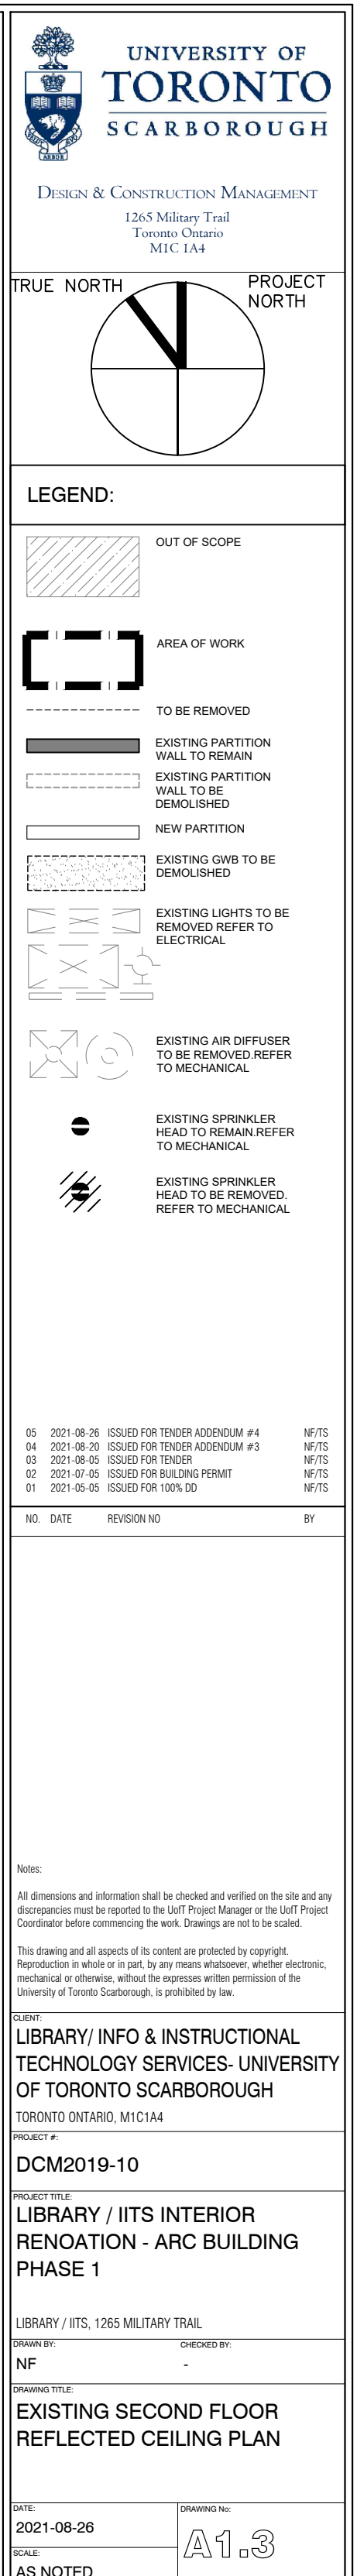 UNIVERSITY OF
TORONTO
SCARBOROUGH
ARBOR
DESIGN & CONSTRUCTION MANAGEMENT
1265 Military Trail
Toronto Ontario
M1C 1A4
TRUE NORTH
PROJECT
NORTH
LEGEND:
OUT OF SCOPE
AREA OF WORK
TO BE REMOVED
EXISTING PARTITION
WALL TO REMAIN
EXISTING PARTITION
WALL TO BE
DEMOLISHED
NEW PARTITION
EXISTING GWB TO BE
DEMOLISHED
EXISTING LIGHTS TO BE
REMOVED REFER TO
ELECTRICAL
EXISTING AIR DIFFUSER
TO BE REMOVED.REFER
TO MECHANICAL
EXISTING SPRINKLER
HEAD TO REMAIN.REFER
TO MECHANICAL
EXISTING SPRINKLER
HEAD TO BE REMOVED.
REFER TO MECHANICAL
05 2021-08-26 ISSUED FOR TENDER ADDENDUM #4 NF/TS
04 2021-08-20 ISSUED FOR TENDER ADDENDUM #3 NF/TS
03 2021-08-05 ISSUED FOR TENDER NF/TS
02 2021-07-05 ISSUED FOR BUILDING PERMIT NF/TS
01 2021-05-05 ISSUED FOR 100% DD NF/TS
NO. DATE REVISION NO BY
Notes:
All dimensions and information shall be checked and verified on the site and any
discrepancies must be reported to the UofT Project Manager or the UofT Project
Coordinator before commencing the work. Drawings are not to be scaled.
This drawing and all aspects of its content are protected by copyright.
Reproduction in whole or in part, by any means whatsoever, whether electronic,
mechanical or otherwise, without the expresses written permission of the
University of Toronto Scarborough, is prohibited by law.
CLIENT:
LIBRARY/ INFO & INSTRUCTIONAL
TECHNOLOGY SERVICES- UNIVERSITY
OF TORONTO SCARBOROUGH
TORONTO ONTARIO, M1C1A4
PROJECT #:
DCM2019-10
PROJECT TITLE:
LIBRARY / IITS INTERIOR
RENOATION - ARC BUILDING
PHASE 1
LIBRARY / IITS, 1265 MILITARY TRAIL
DRAWN BY: CHECKED BY:
NF -
DRAWING TITLE:
EXISTING SECOND FLOOR
REFLECTED CEILING PLAN
DATE: DRAWING No:
2021-08-26 A1.3
SCALE:
AS NOTED